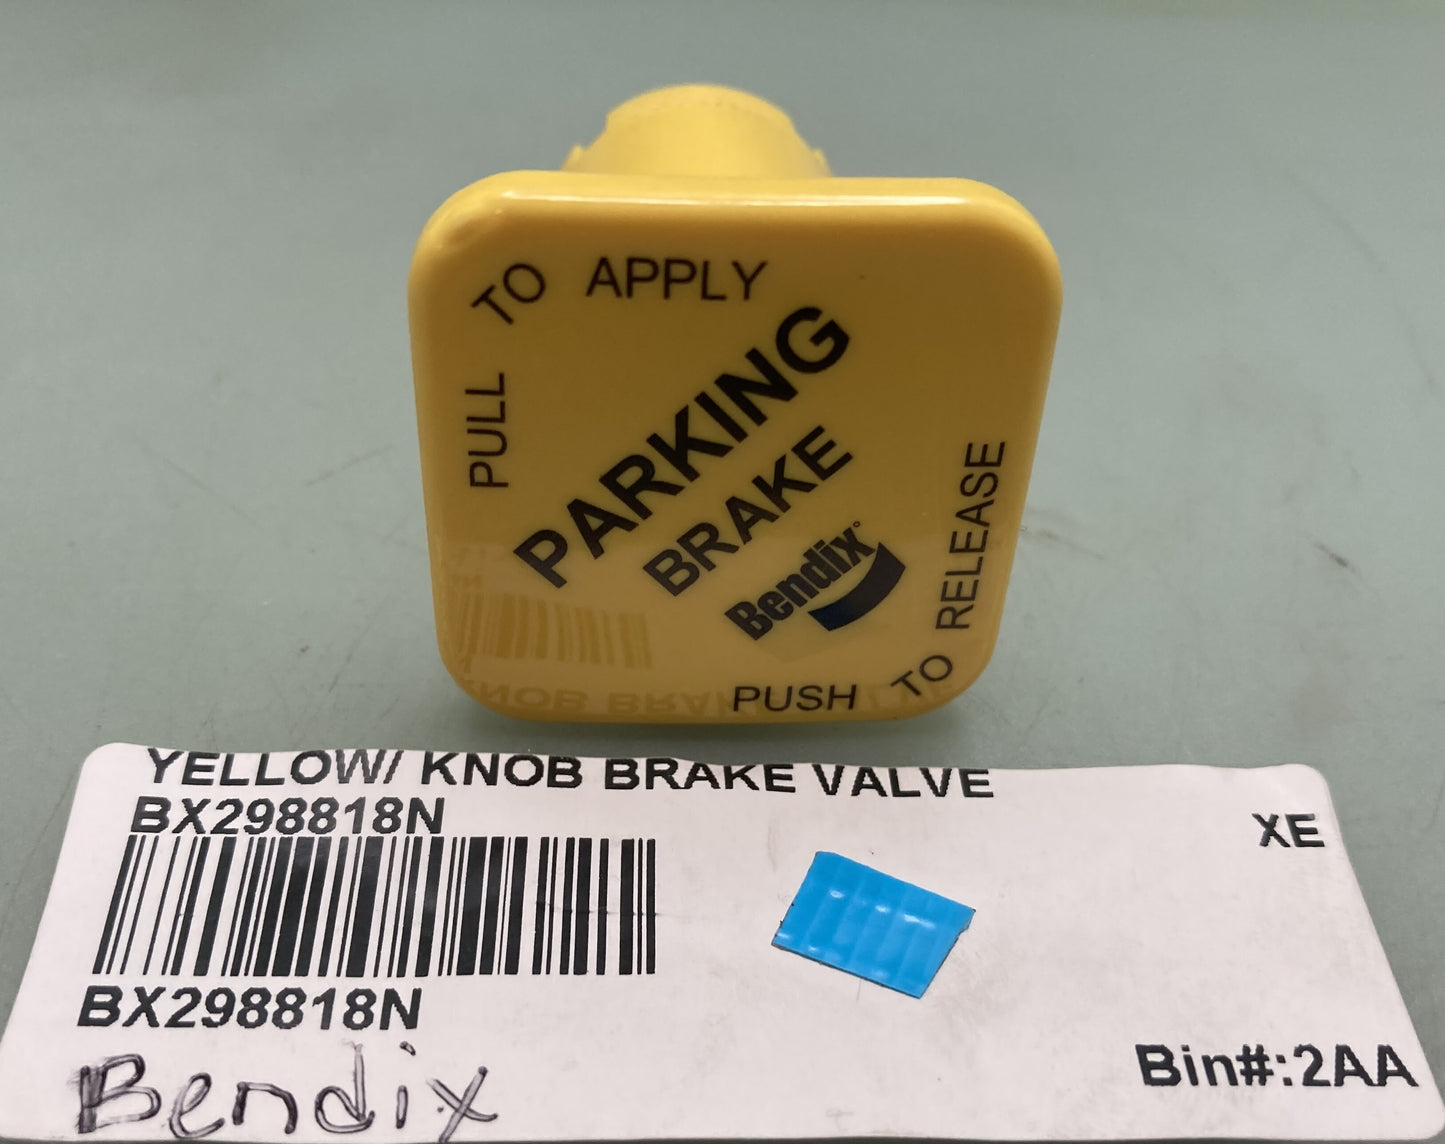 PULL TO APPLY
PARKING
BRAKE
Bendix
PUSH TO RELEASE
YELLOW/ KNOB BRAKE VALVE
BX298818N
XE
BX298818N
Bin#:2AA
Bendix